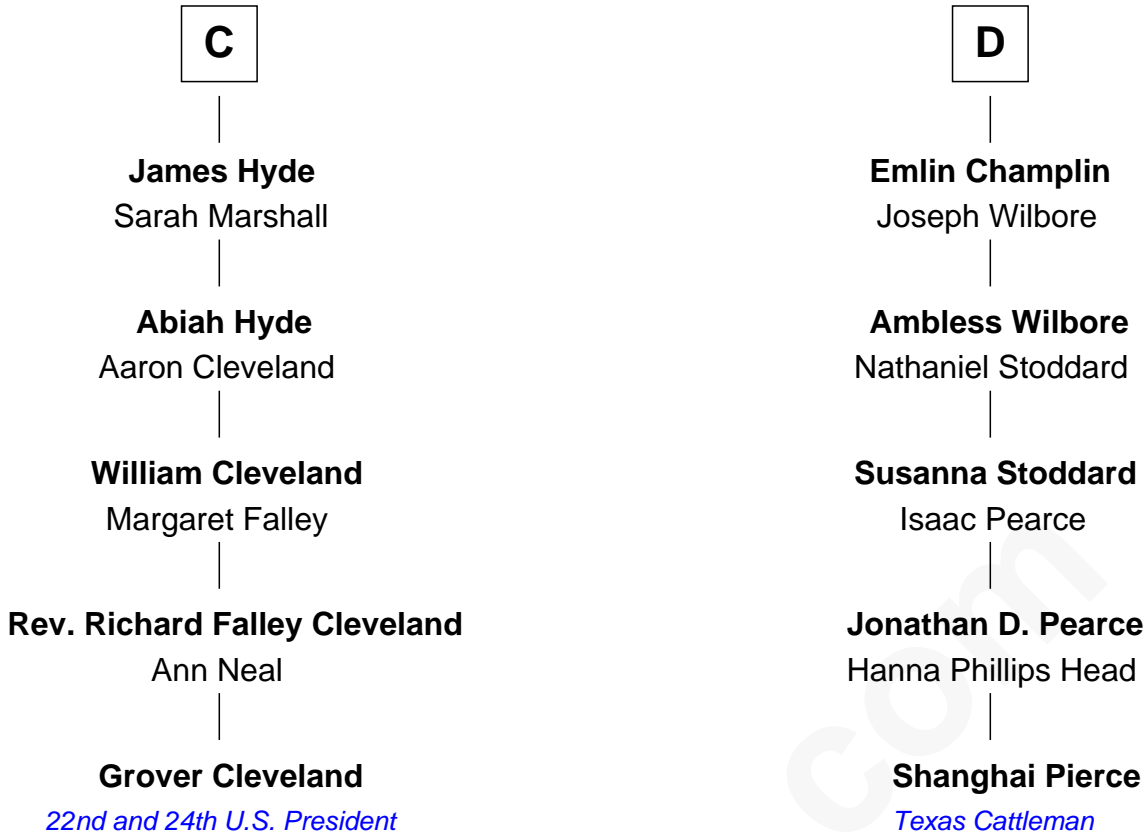 C
James Hyde
Sarah Marshall
Abiah Hyde
Aaron Cleveland
William Cleveland
Margaret Falley
Rev. Richard Falley Cleveland
Ann Neal
Grover Cleveland
22nd and 24th U.S. President
D
Emlin Champlin
Joseph Wilbore
Ambless Wilbore
Nathaniel Stoddard
Susanna Stoddard
Isaac Pearce
Jonathan D. Pearce
Hanna Phillips Head
Shanghai Pierce
Texas Cattleman
com